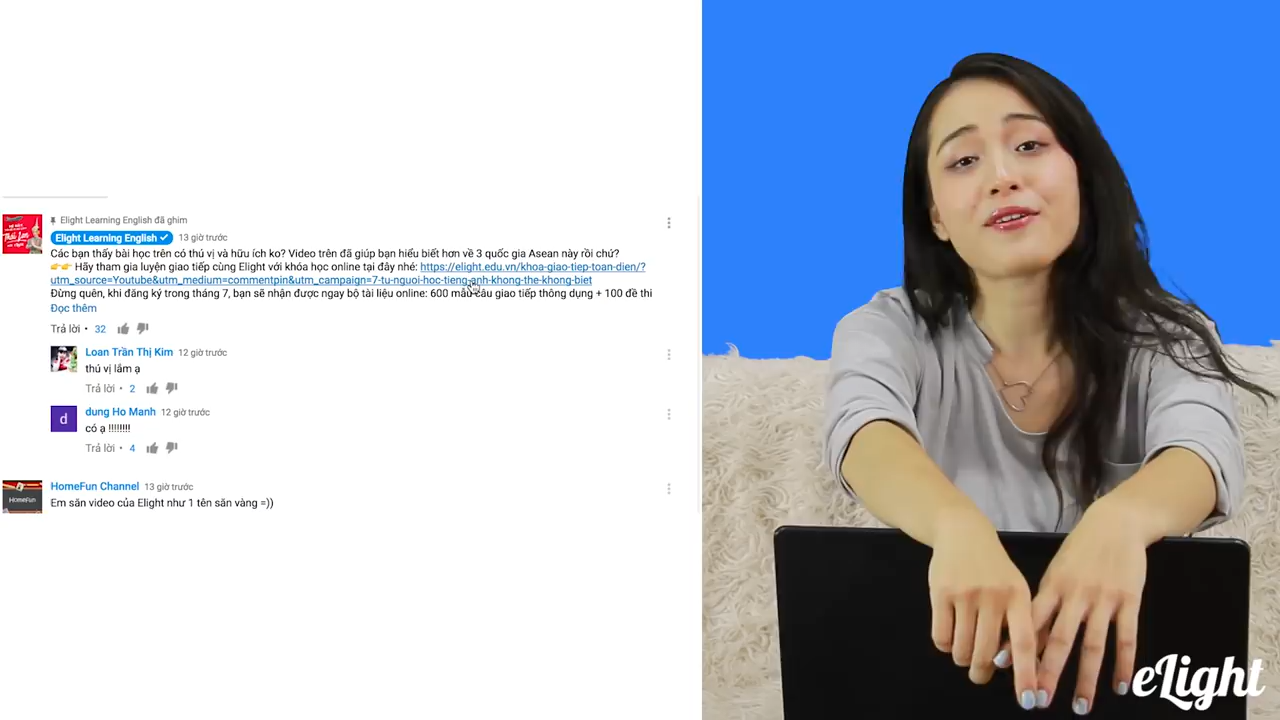 Elight Learning English đã ghim
Elight Learning English 13 giờ trước
Các bạn thấy bài học trên có thú vị và hữu ích ko? Video trên đã giúp bạn hiểu biết hơn về 3 quốc gia Asean này rồi chứ?
👉👉 Hãy tham gia luyện giao tiếp cùng Elight với khóa học online tại đây nhé: https://elight.edu.vn/khoa-giao-tiep-toan-dien/?
utm_source=Youtube&utm_medium=commentpin&utm_campaign=7-tu-nguoi-hoc-tieng-anh-khong-the-khong-biet
Đừng quên, khi đăng ký trong tháng 7, bạn sẽ nhận được ngay bộ tài liệu online: 600 mẫu câu giao tiếp thông dụng + 100 đề thi
Đọc thêm
Trả lời • 32
Loan Trần Thị Kim 12 giờ trước
thú vị lắm ạ
Trả lời • 2
d
dung Ho Manh 12 giờ trước
có ạ !!!!!!!!
Trả lời • 4
HomeFun
HomeFun Channel 13 giờ trước
Em săn video của Elight như 1 tên săn vàng =))
eLight